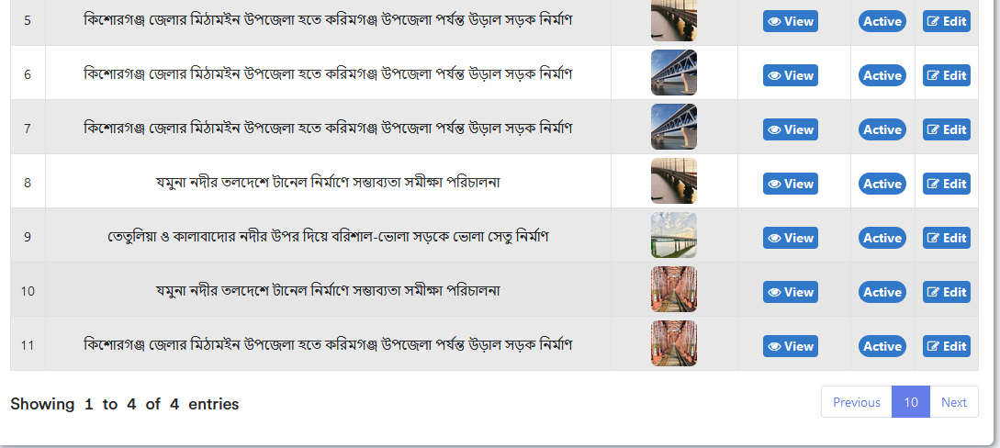 5 কিশোরগঞ্জ জেলার মিঠামইন উপজেলা হতে করিমগঞ্জ উপজেলা পর্যন্ত উড়াল সড়ক নির্মাণ View Active Edit
6 কিশোরগঞ্জ জেলার মিঠামইন উপজেলা হতে করিমগঞ্জ উপজেলা পর্যন্ত উড়াল সড়ক নির্মাণ View Active Edit
7 কিশোরগঞ্জ জেলার মিঠামইন উপজেলা হতে করিমগঞ্জ উপজেলা পর্যন্ত উড়াল সড়ক নির্মাণ View Active Edit
8 যমুনা নদীর তলদেশে টানেল নির্মাণে সম্ভাব্যতা সমীক্ষা পরিচালনা View Active Edit
9 তেতুলিয়া ও কালাবাদোর নদীর উপর দিয়ে বরিশাল-ভোলা সড়কে ভোলা সেতু নির্মাণ View Active Edit
10 যমুনা নদীর তলদেশে টানেল নির্মাণে সম্ভাব্যতা সমীক্ষা পরিচালনা View Active Edit
11 কিশোরগঞ্জ জেলার মিঠামইন উপজেলা হতে করিমগঞ্জ উপজেলা পর্যন্ত উড়াল সড়ক নির্মাণ View Active Edit
Showing 1 to 4 of 4 entries Previous 10 Next